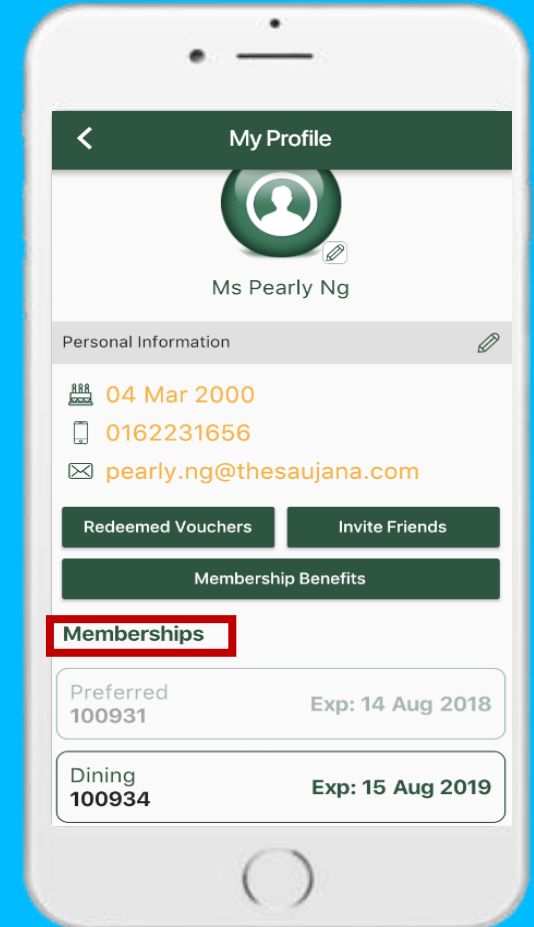 My Profile
Ms Pearly Ng
Personal Information
04 Mar 2000
0162231656
pearly.ng@thesaujana.com
Redeemed Vouchers Invite Friends
Membership Benefits
Memberships
Preferred
100931 Exp: 14 Aug 2018
Dining
100934 Exp: 15 Aug 2019